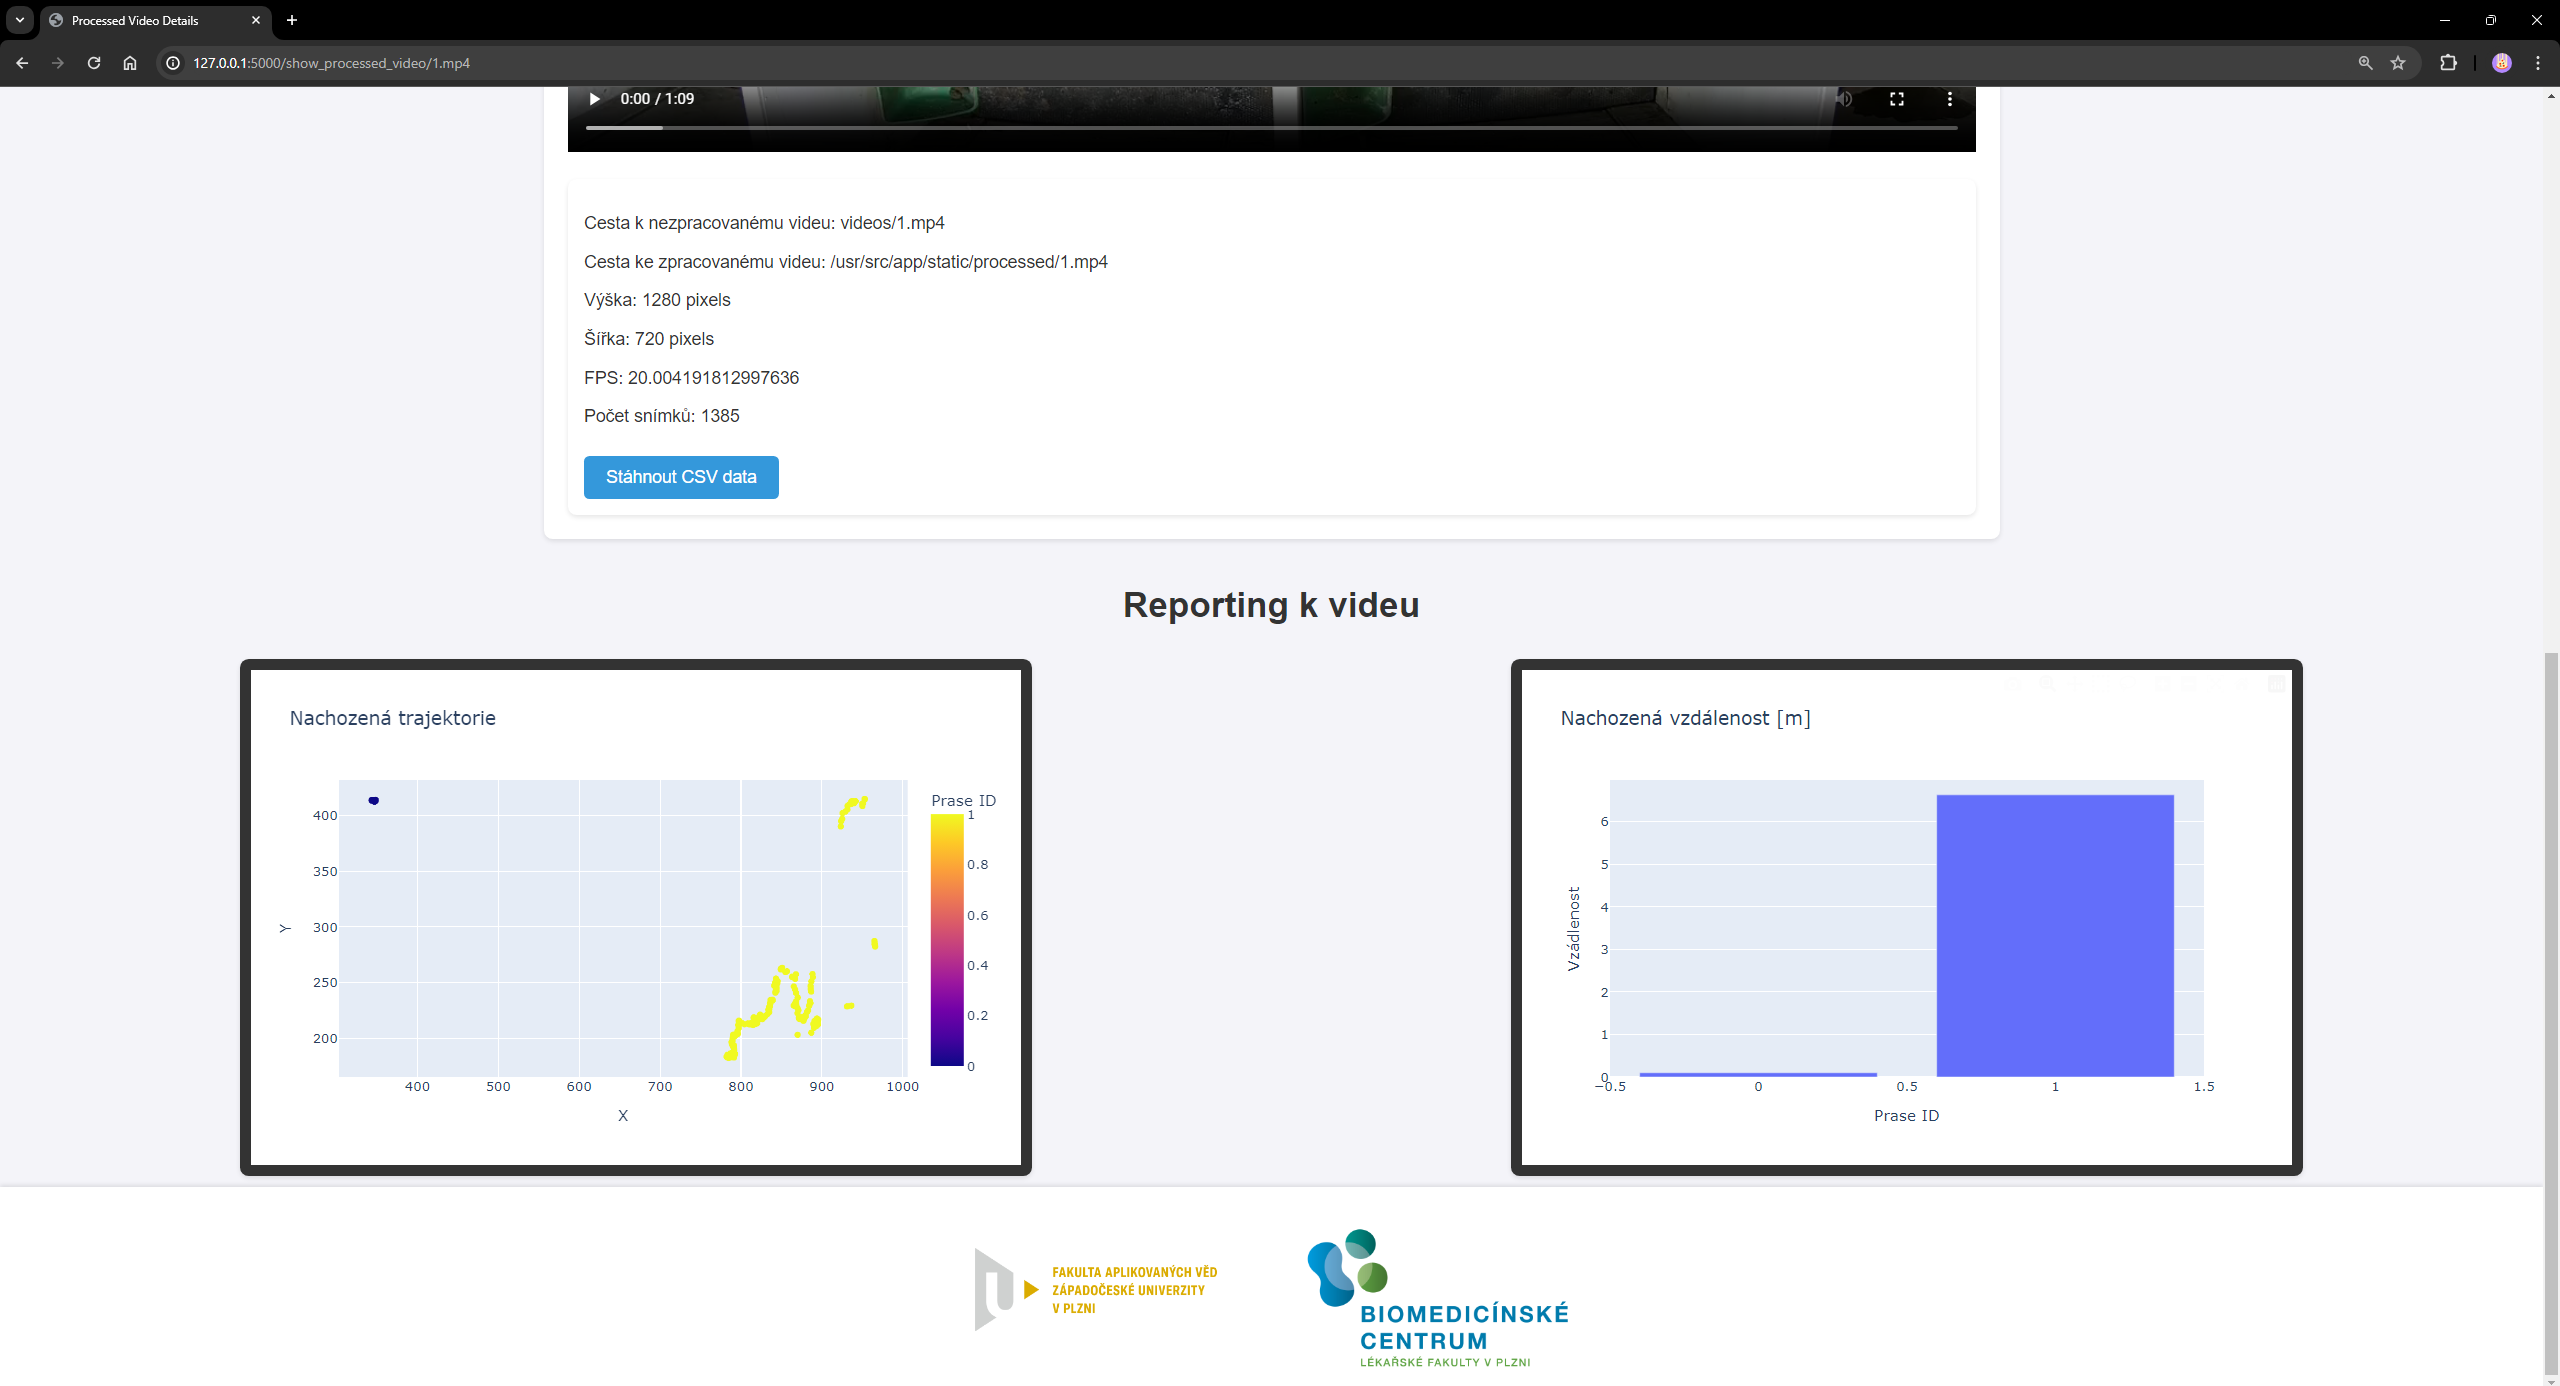 Processed Video Details
127.0.0.1:5000/show_processed_video/1.mp4
0:00 / 1:09
Cesta k nezpracovanému videu: videos/1.mp4
Cesta ke zpracovanému videu: /usr/src/app/static/processed/1.mp4
Výška: 1280 pixels
Šířka: 720 pixels
FPS: 20.004191812997636
Počet snímků: 1385
Stáhnout CSV data
Reporting k videu
Nachozená trajektorie
Prase ID
1
0.8
0.6
0.4
0.2
0
400
350
300
250
200
Y
400 500 600 700 800 900 1000
X
Nachozená vzdálenost [m]
6
5
4
3
2
1
0
Vzádlenost
−0.5 0 0.5 1 1.5
Prase ID
FAKULTA APLIKOVANÝCH VĚD
ZÁPADOČESKÉ UNIVERZITY
V PLZNI
BIOMEDICÍNSKÉ
CENTRUM
LÉKAŘSKÉ FAKULTY V PLZNI